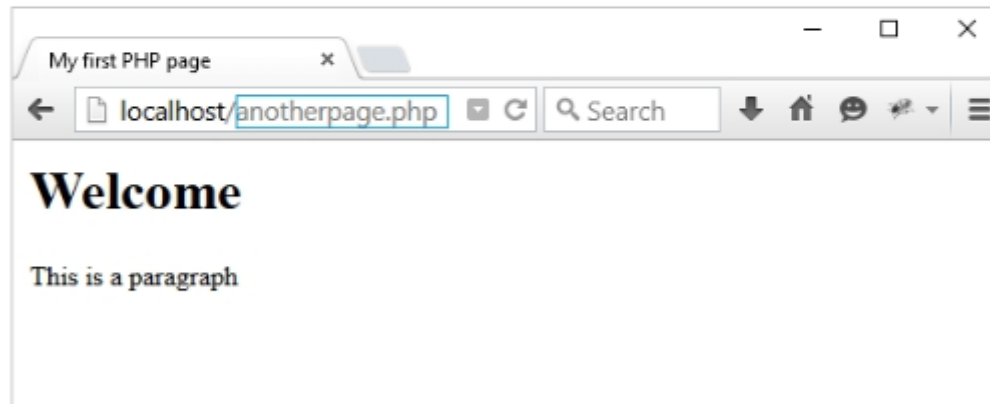 My first PHP page
localhost/anotherpage.php
Search
Welcome
This is a paragraph